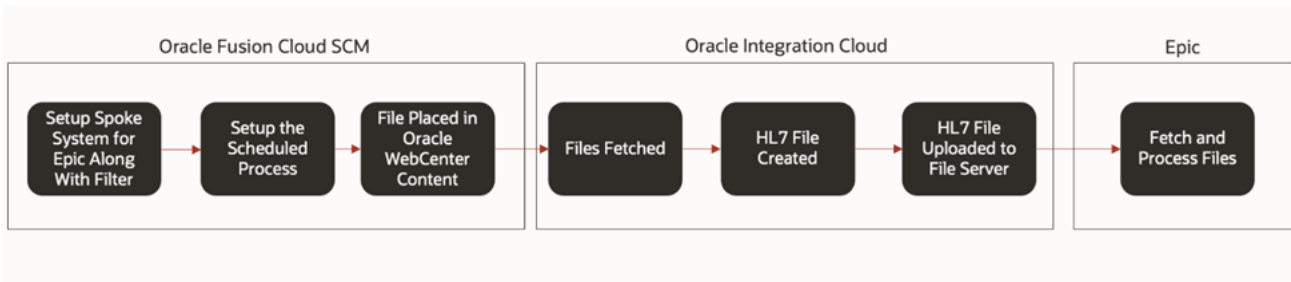 Oracle Fusion Cloud SCM
Oracle Integration Cloud
Epic
Setup Spoke
System for
Epic Along
With Filter
Setup the
Scheduled
Process
File Placed in
Oracle
WebCenter
Content
Files Fetched
HL7 File
Created
HL7 File
Uploaded to
File Server
Fetch and
Process Files